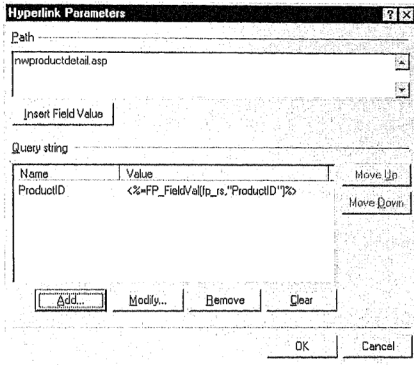 Hyperlink Parameters
Path
nwproductdetail.asp
Insert Field Value
Query string
Name Value
ProductID <%=FP_FieldVal(fp_rs,"ProductID")%>
Move Up
Move Down
Add... Modify... Remove Clear
OK Cancel